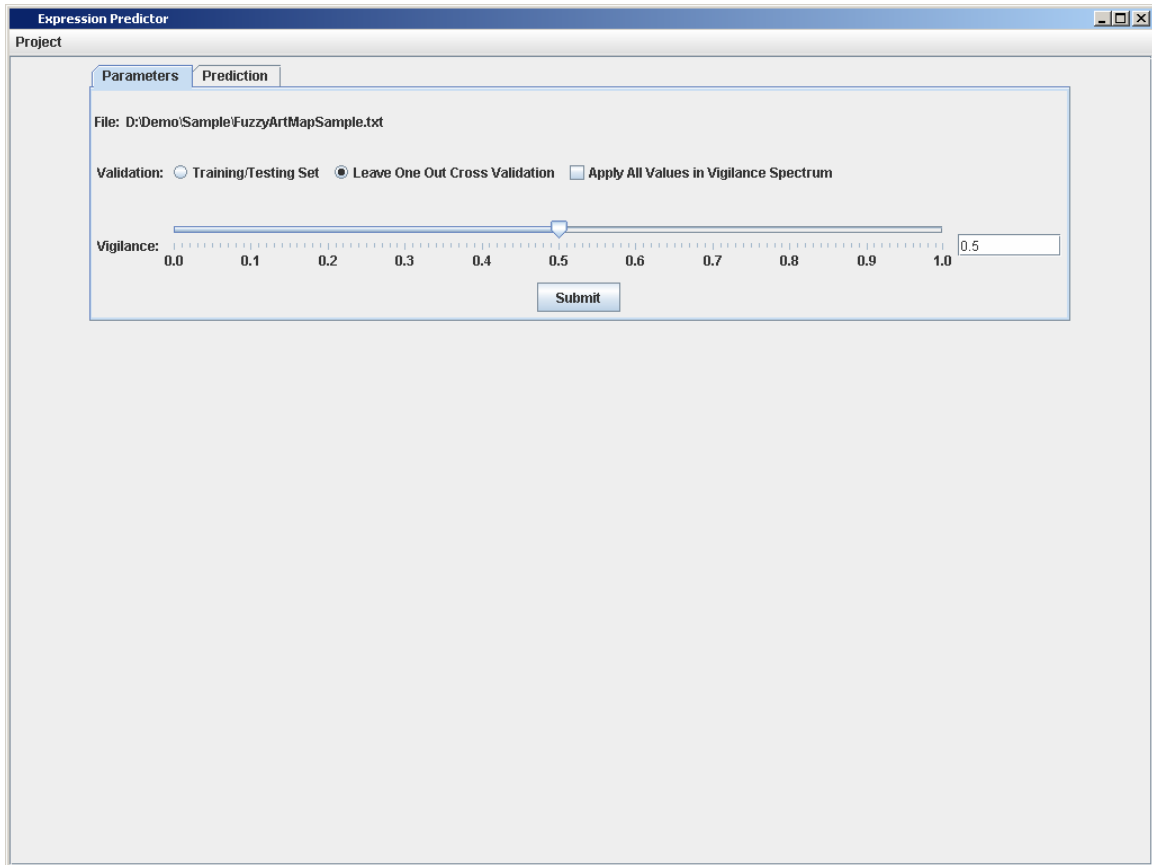 Expression Predictor
Project
Parameters Prediction
File: D:\Demo\Sample\FuzzyArtMapSample.txt
Validation: Training/Testing Set Leave One Out Cross Validation Apply All Values in Vigilance Spectrum
Vigilance: 0.5
0.0 0.1 0.2 0.3 0.4 0.5 0.6 0.7 0.8 0.9 1.0
Submit